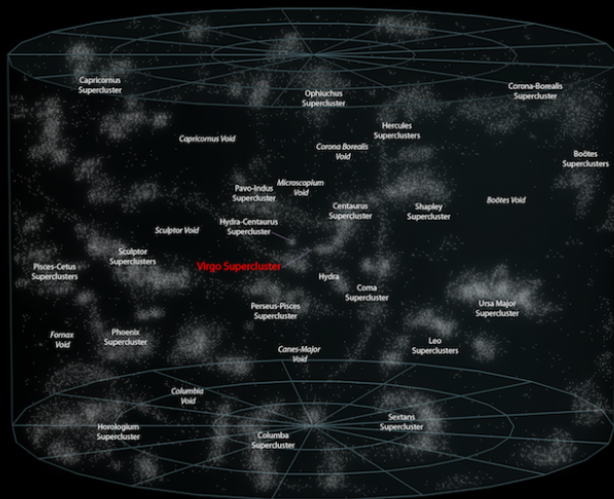 Capricornus
Supercluster
Ophiuchus
Supercluster
Corona-Borealis
Supercluster
Capricornus Void
Hercules
Superclusters
Corona Borealis
Void
Boötes
Superclusters
Pavo-Indus
Supercluster
Microscopium
Void
Boötes Void
Centaurus
Supercluster
Shapley
Supercluster
Hydra-Centaurus
Supercluster
Sculptor Void
Sculptor
Superclusters
Virgo Supercluster
Pisces-Cetus
Superclusters
Hydra
Coma
Supercluster
Perseus-Pisces
Supercluster
Ursa Major
Supercluster
Fornax
Void
Phoenix
Supercluster
Leo
Superclusters
Canes-Major
Void
Columbia
Void
Horologium
Supercluster
Sextans
Supercluster
Columba
Supercluster